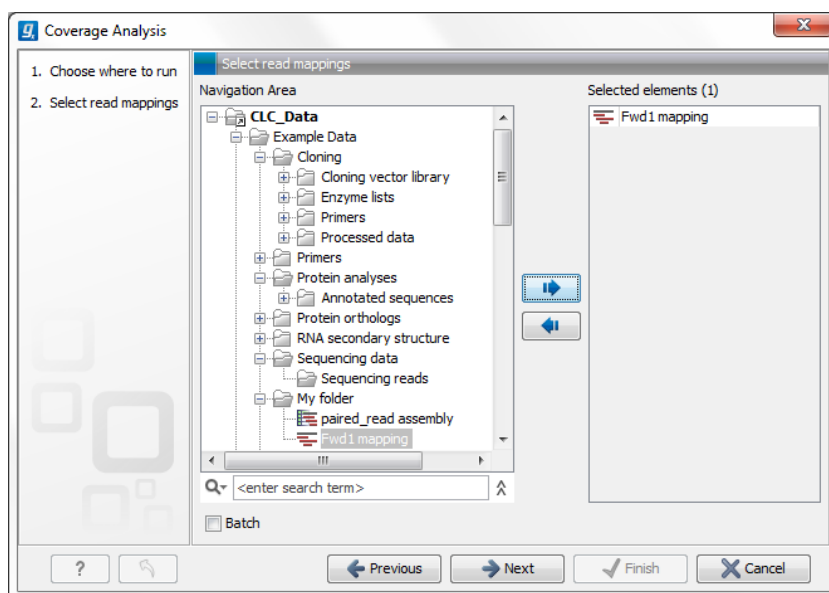 Coverage Analysis
1. Choose where to run
2. Select read mappings
Select read mappings
Navigation Area
CLC_Data
Example Data
Cloning
Cloning vector library
Enzyme lists
Primers
Processed data
Primers
Protein analyses
Annotated sequences
Protein orthologs
RNA secondary structure
Sequencing data
Sequencing reads
My folder
paired_read assembly
Fwd1 mapping
<enter search term>
Batch
Selected elements (1)
Fwd1 mapping
? Previous Next Finish Cancel